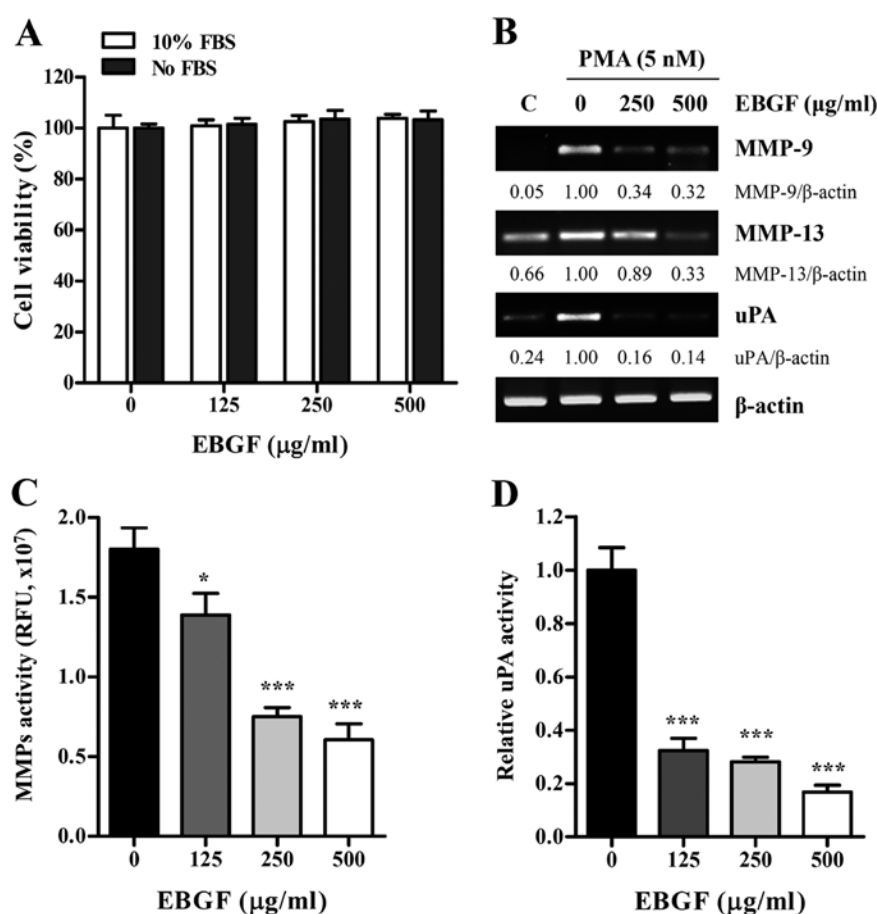 A
10% FBS
No FBS
Cell viability (%)
120
100
80
60
40
20
0
0 125 250 500
EBGF (μg/ml)
B
PMA (5 nM)
C 0 250 500 EBGF (μg/ml)
MMP-9
0.05 1.00 0.34 0.32 MMP-9/β-actin
MMP-13
0.66 1.00 0.89 0.33 MMP-13/β-actin
uPA
0.24 1.00 0.16 0.14 uPA/β-actin
β-actin
C
MMPs activity (RFU, x10⁷)
2.0
1.5
1.0
0.5
0.0
*
***
***
0 125 250 500
EBGF (μg/ml)
D
Relative uPA activity
1.2
1.0
0.8
0.6
0.4
0.2
0.0
***
***
***
0 125 250 500
EBGF (μg/ml)